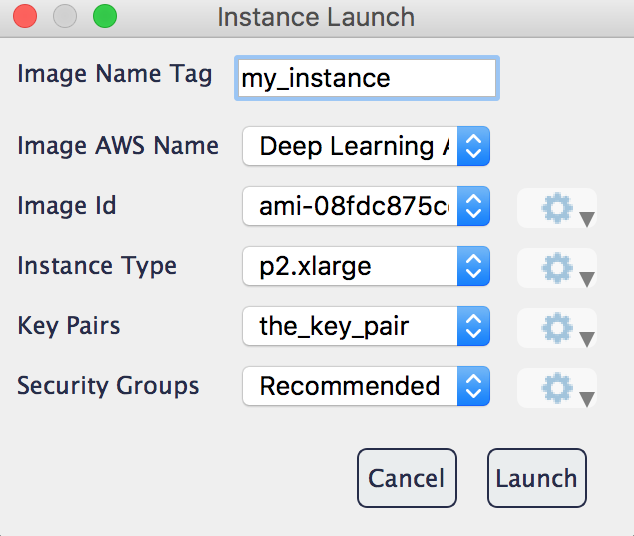 Instance Launch
Image Name Tag my_instance
Image AWS Name Deep Learning
Image Id ami-08fdc875c
Instance Type p2.xlarge
Key Pairs the_key_pair
Security Groups Recommended
Cancel Launch